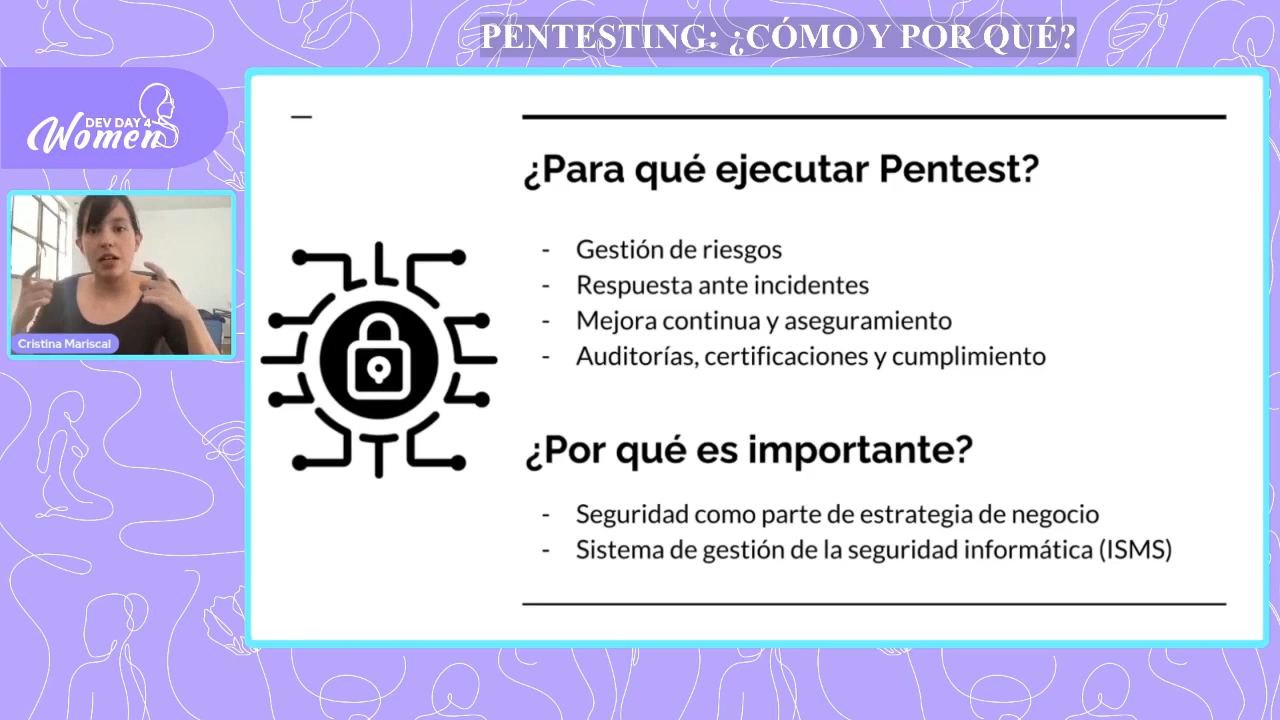 PENTESTING: ¿CÓMO Y POR QUÉ?
DEV DAY 4
Women
Cristina Mariscal
¿Para qué ejecutar Pentest?
- Gestión de riesgos
- Respuesta ante incidentes
- Mejora continua y aseguramiento
- Auditorías, certificaciones y cumplimiento
¿Por qué es importante?
- Seguridad como parte de estrategia de negocio
- Sistema de gestión de la seguridad informática (ISMS)